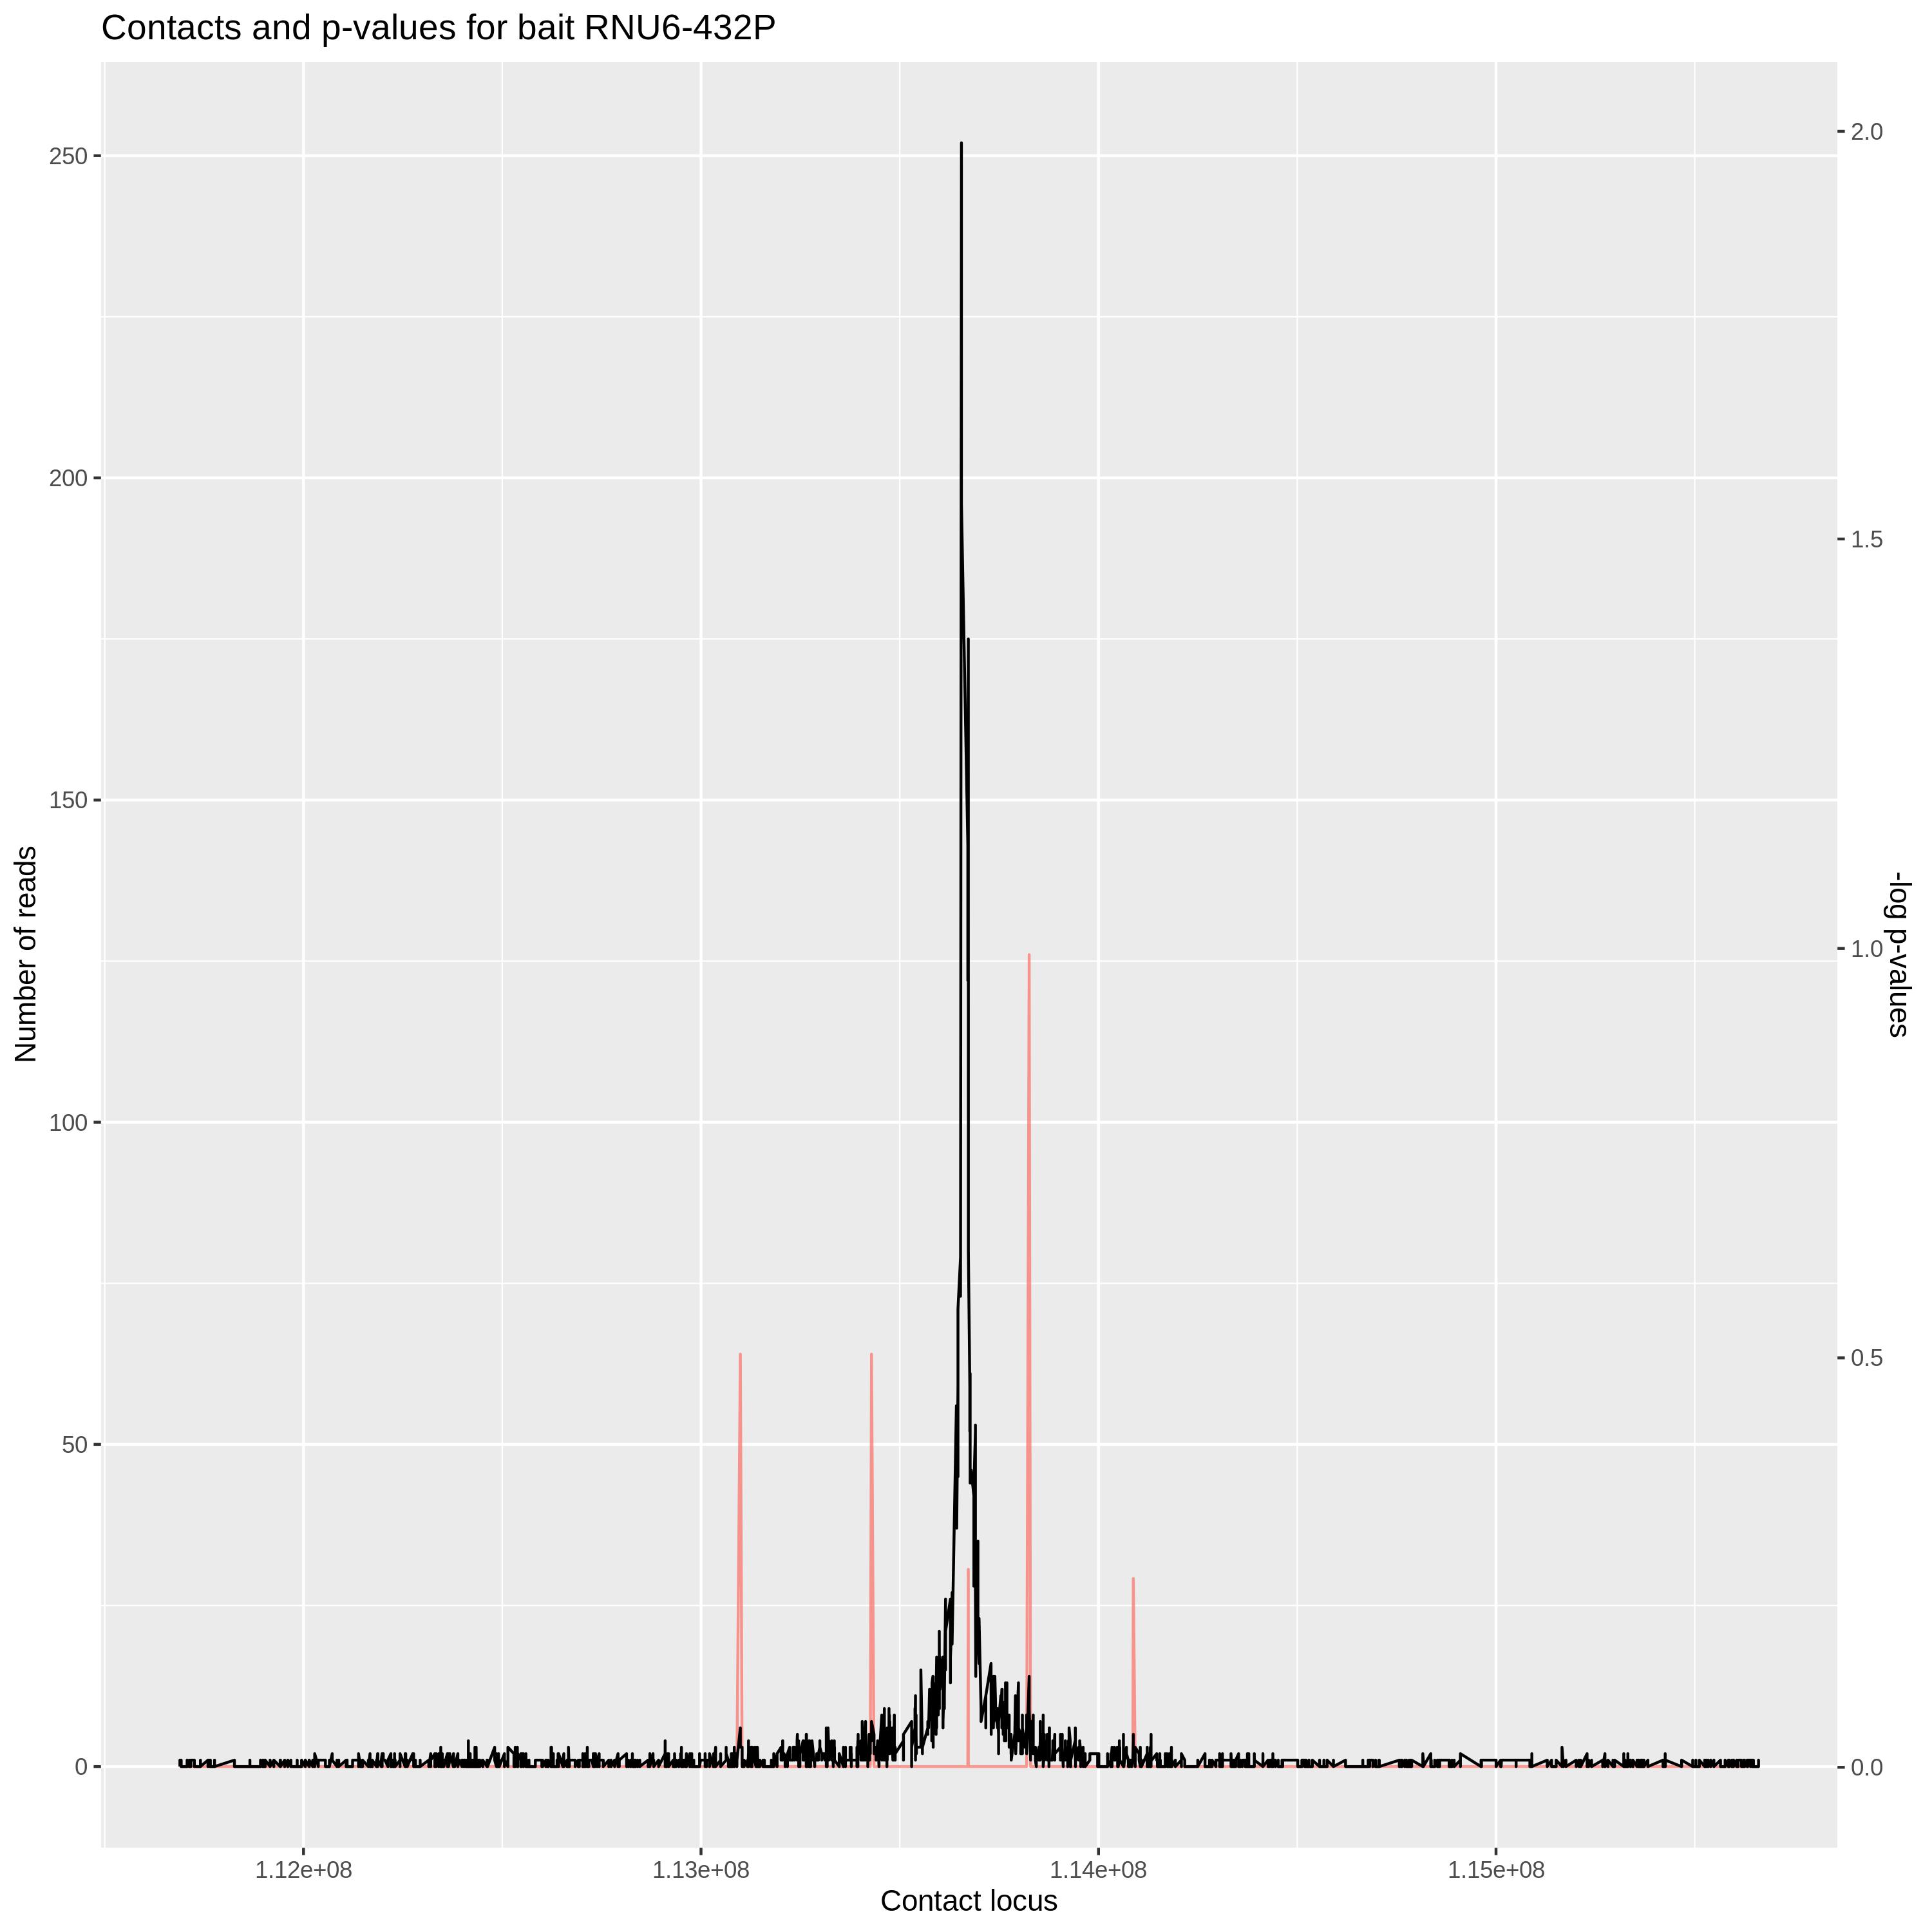 Contacts and p-values for bait RNU6-432P
250
200
150
100
50
0
Number of reads
2.0
1.5
1.0
0.5
0.0
-log p-values
1.12e+08
1.13e+08
1.14e+08
1.15e+08
Contact locus